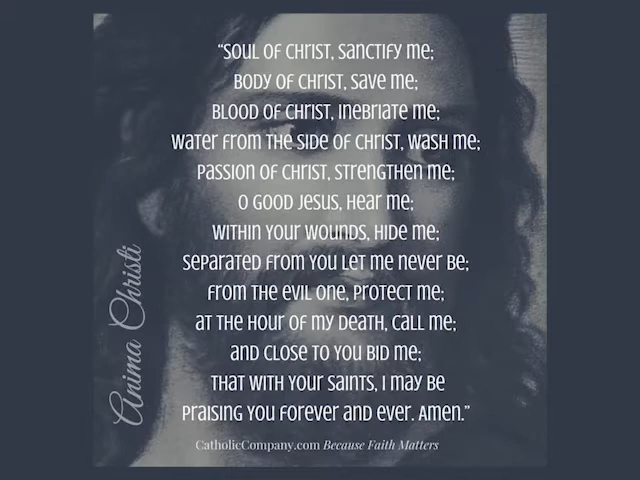 “Soul of Christ, sanctify me;
Body of Christ, save me;
Blood of Christ, inebriate me;
Water from the side of Christ, wash me;
Passion of Christ, strengthen me;
O good Jesus, hear me;
Within your wounds, hide me;
Separated from you let me never be;
From the evil one, protect me;
At the hour of my death, call me;
And close to you bid me;
That with your saints, I may be
Praising you forever and ever. Amen.”
Anima Christi
CatholicCompany.com Because Faith Matters